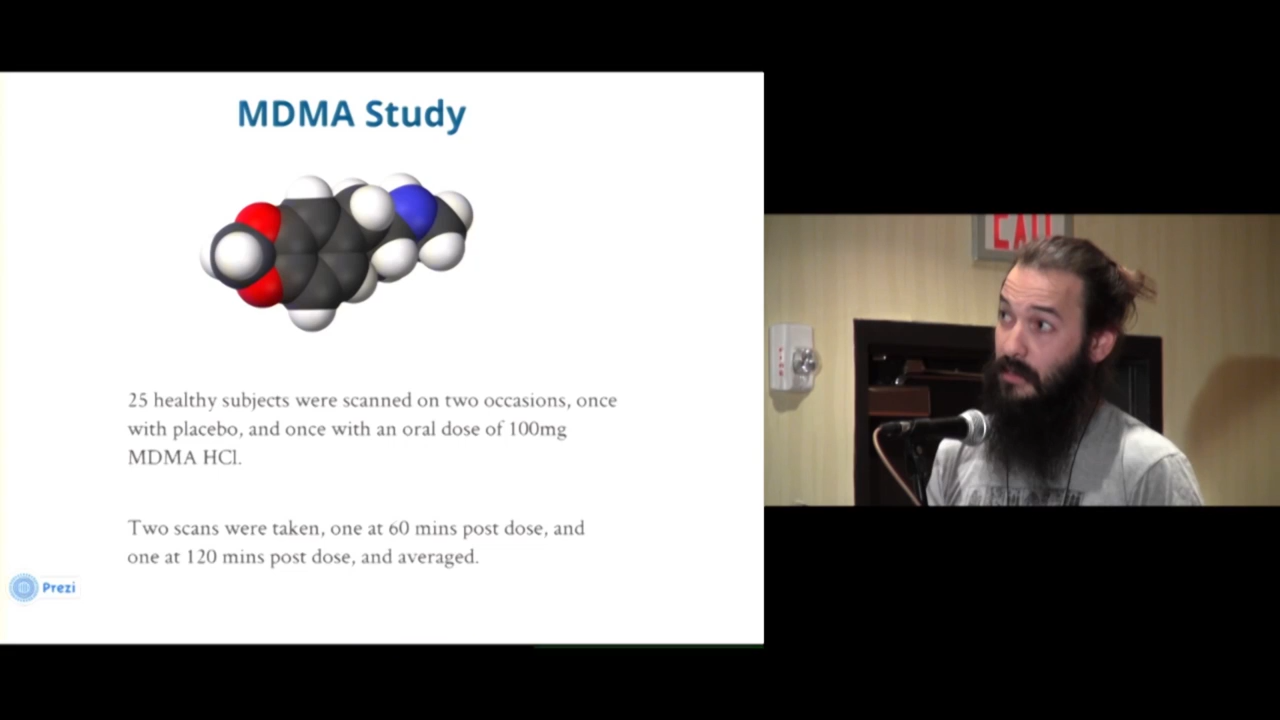 MDMA Study
25 healthy subjects were scanned on two occasions, once
with placebo, and once with an oral dose of 100mg
MDMA HCl.
Two scans were taken, one at 60 mins post dose, and
one at 120 mins post dose, and averaged.
Prezi
EXIT